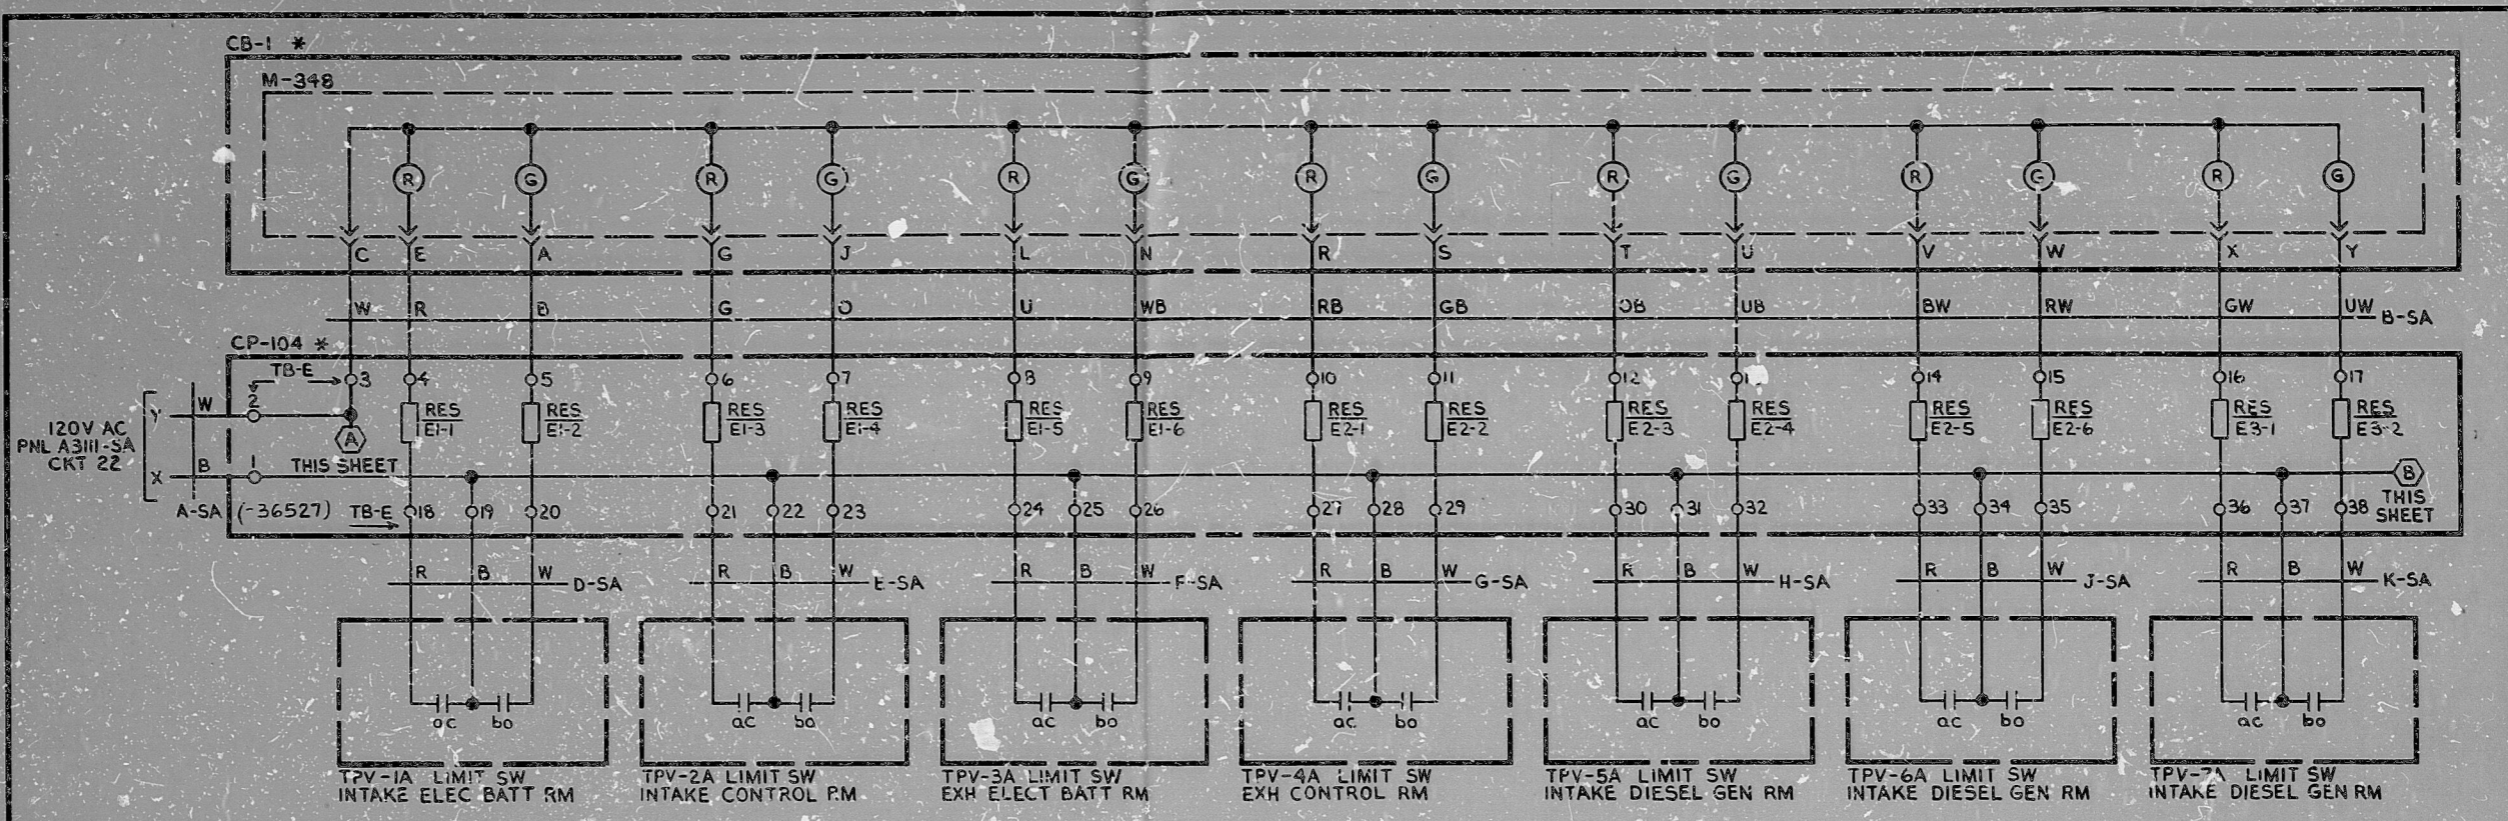 CB-1 *
M-348
R G R G R G R G R G R G R G
C E A G J L N R S T U V W X Y
W R B G O U WB RB GB OB UB BW RW GW UW B-SA
CP-104 *
TB-E 3 4 5 6 7 8 9 10 11 12 14 15 16 17
2
Y W
RES RES RES RES RES RES RES RES RES RES RES RES RES RES
E1-1 E1-2 E1-3 E1-4 E1-5 E1-6 E2-1 E2-2 E2-3 E2-4 E2-5 E2-6 E3-1 E3-2
120V AC
PNL A3111-SA
CKT 22
A
THIS SHEET
X B 1
B
THIS
SHEET
A-SA (-36527) TB-E 18 19 20 21 22 23 24 25 26 27 28 29 30 31 32 33 34 35 36 37 38
R B W D-SA R B W E-SA R B W F-SA R B W G-SA R B W H-SA R B W J-SA R B W K-SA
ac bo ac bo ac bo ac bo ac bo ac bo ac bo
TPV-1A LIMIT SW
INTAKE ELEC BATT RM
TPV-2A LIMIT SW
INTAKE CONTROL RM
TPV-3A LIMIT SW
EXH ELECT BATT RM
TPV-4A LIMIT SW
EXH CONTROL RM
TPV-5A LIMIT SW
INTAKE DIESEL GEN RM
TPV-6A LIMIT SW
INTAKE DIESEL GEN RM
TPV-7A LIMIT SW
INTAKE DIESEL GEN RM